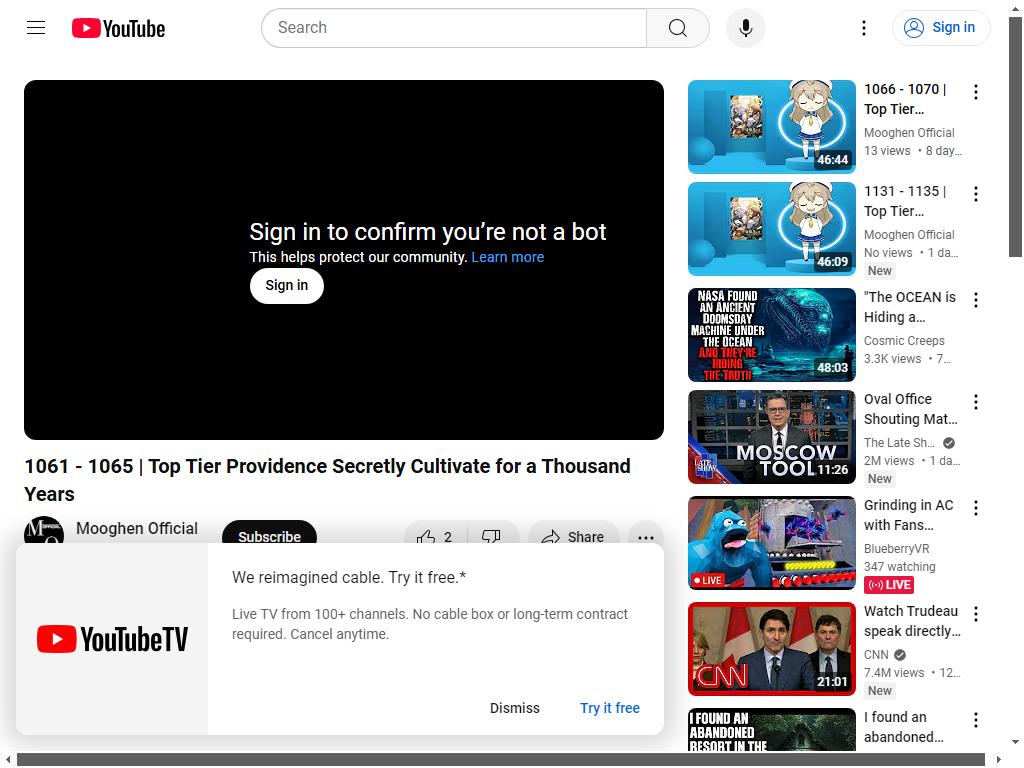 YouTube
Search
Sign in
Sign in to confirm you're not a bot
This helps protect our community. Learn more
Sign in
1061 - 1065 | Top Tier Providence Secretly Cultivate for a Thousand
Years
Mooghen Official
Subscribe
2
Share
YouTubeTV
We reimagined cable. Try it free.*
Live TV from 100+ channels. No cable box or long-term contract
required. Cancel anytime.
Dismiss
Try it free
46:44
1066 - 1070 |
Top Tier…
Mooghen Official
13 views • 8 day…
46:09
1131 - 1135 |
Top Tier…
Mooghen Official
No views • 1 da…
New
NASA FOUND
AN ANCIENT
DOOMSDAY
MACHINE UNDER
THE OCEAN
AND THEY'RE
HIDING
THE TRUTH
48:03
"The OCEAN is
Hiding a…
Cosmic Creeps
3.3K views • 7…
LATE SHOW
MOSCOW
TOOL
11:26
Oval Office
Shouting Mat…
The Late Sh…
2M views • 1 da…
New
LIVE
Grinding in AC
with Fans…
BlueberryVR
347 watching
LIVE
CNN
21:01
Watch Trudeau
speak directly…
CNN
7.4M views • 12…
New
I FOUND AN
ABANDONED
RESORT IN THE
I found an
abandoned…